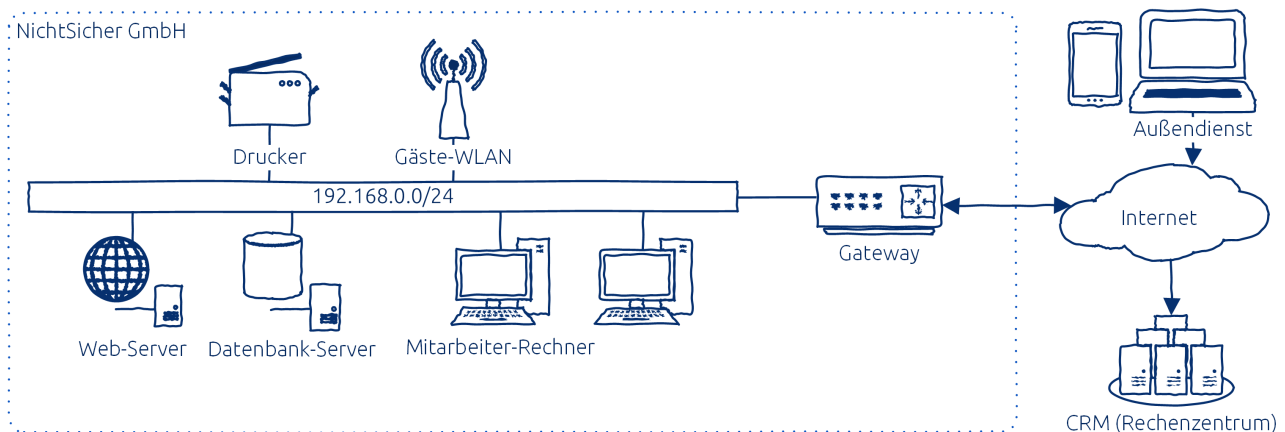 NichtSicher GmbH
Drucker
Gäste-WLAN
Außendienst
192.168.0.0/24
Internet
Gateway
Web-Server
Datenbank-Server
Mitarbeiter-Rechner
CRM (Rechenzentrum)